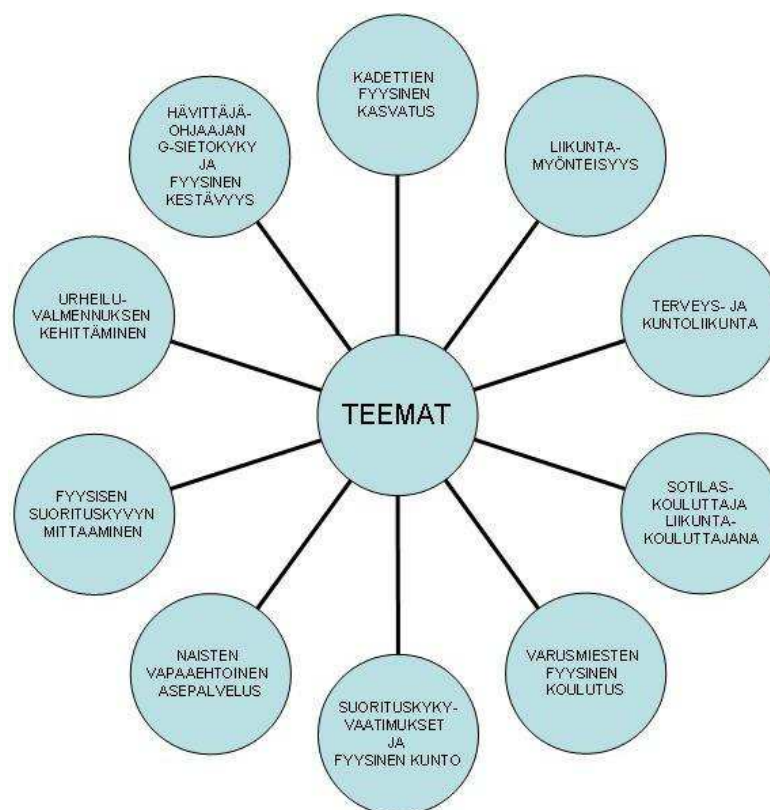 KADETTIEN
FYYSINEN
KASVATUS
LIIKUNTA-
MYÖNTEISYYS
TERVEYS- JA
KUNTOLIIKUNTA
SOTILAS-
KOULUTTAJA
LIIKUNTA-
KOULUTTAJANA
VARUSMIESTEN
FYYSINEN
KOULUTUS
SUORITUSKYKY-
VAATIMUKSET
JA
FYYSINEN KUNTO
NAISTEN
VAPAAEHTOINEN
ASEPALVELUS
FYYSISEN
SUORITUSKYVYN
MITTAAMINEN
URHEILU-
VALMENNUKSEN
KEHITTÄMINEN
HÄVITTÄJÄ-
OHJAAJAN
G-SIETOKYKY
JA
FYYSINEN
KESTÄVYYS
TEEMAT